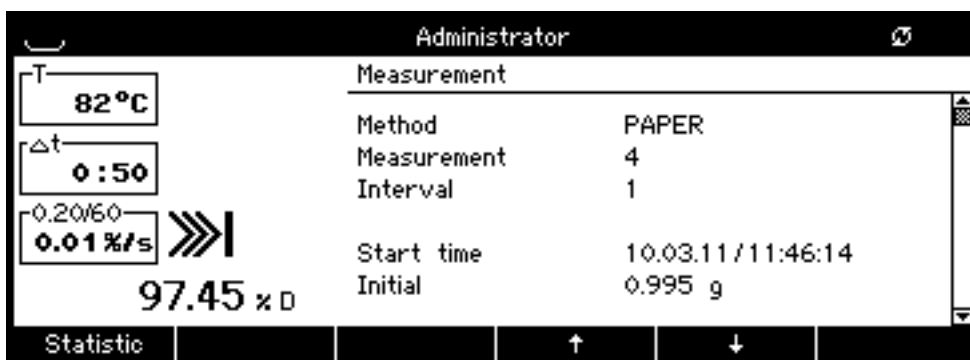 Administrator
T
82°C
△t
0:50
0.20/60
0.01%/s
97.45 % D
Measurement
Method PAPER
Measurement 4
Interval 1
Start time 10.03.11/11:46:14
Initial 0.995 g
Statistic ↑ ↓